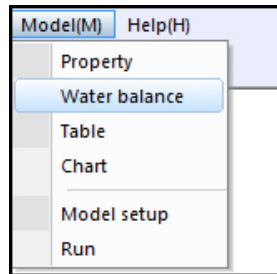 Model(M) Help(H)
Property
Water balance
Table
Chart
Model setup
Run